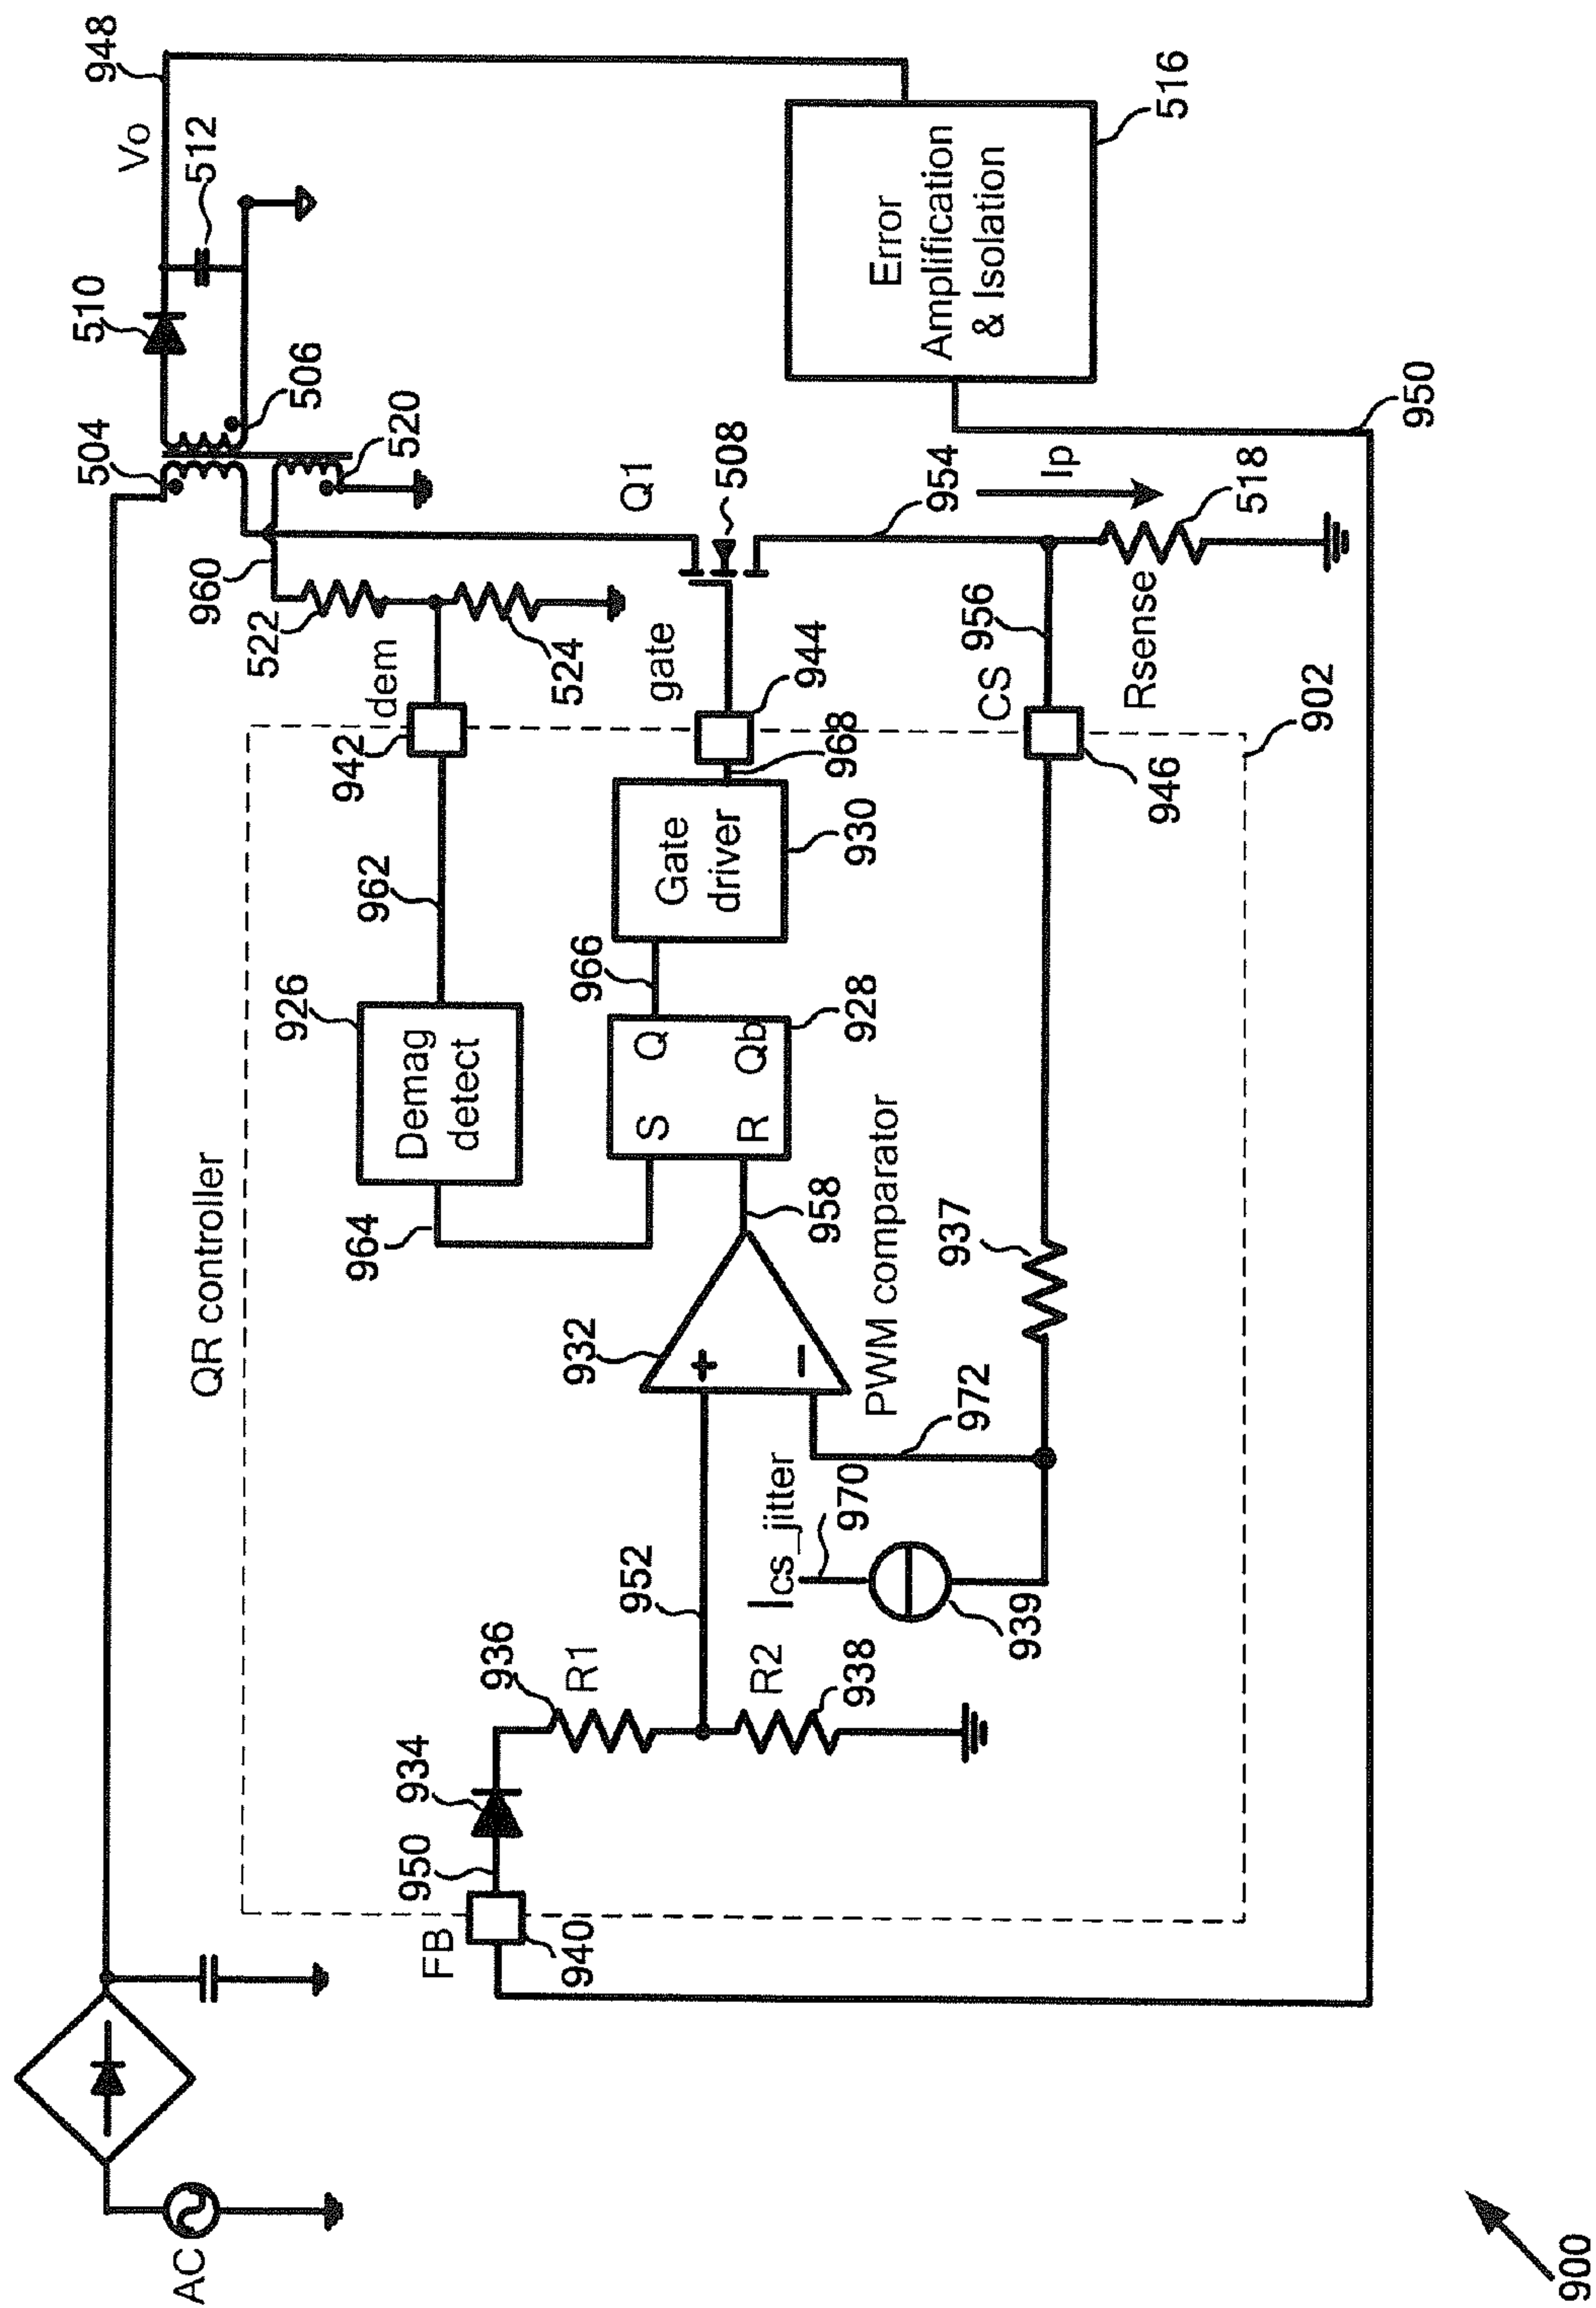 948
Vo
512
510
504
506
520
960
522
524
dem
942
Q1
508
gate
944
968
954
Ip
518
Rsense
956
CS
946
902
Error
Amplification
& Isolation
516
950
QR controller
926
Demag
detect
962
964
966
S
Q
R
Qb
928
Gate
driver
930
932
+
−
958
PWM comparator
937
972
Ics_jitter
970
939
952
936
R1
R2
938
934
950
FB
940
AC
900